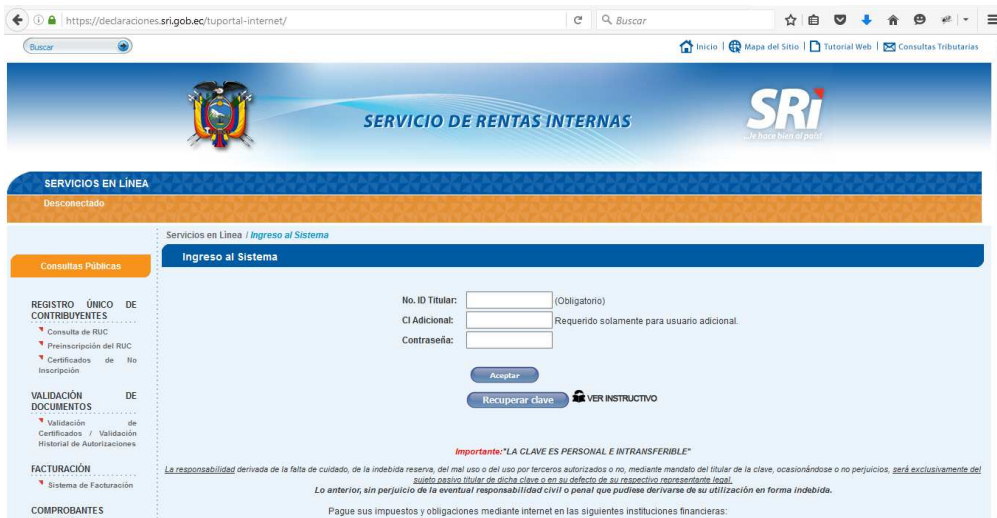 https://declaraciones.sri.gob.ec/tuportal-internet/
Buscar
Buscar
Inicio | Mapa del Sitio | Tutorial Web | Consultas Tributarias
SERVICIO DE RENTAS INTERNAS
SRi
...le hace bien al país!
SERVICIOS EN LÍNEA
Desconectado
Servicios en Línea / Ingreso al Sistema
Consultas Públicas
Ingreso al Sistema
REGISTRO ÚNICO DE
CONTRIBUYENTES
Consulta de RUC
Preinscripción del RUC
Certificados de No
Inscripción
VALIDACIÓN DE
DOCUMENTOS
Validación de
Certificados / Validación
Historial de Autorizaciones
FACTURACIÓN
Sistema de Facturación
COMPROBANTES
No. ID Titular: (Obligatorio)
CI Adicional: Requerido solamente para usuario adicional.
Contraseña:
Aceptar
Recuperar clave VER INSTRUCTIVO
Importante:"LA CLAVE ES PERSONAL E INTRANSFERIBLE"
La responsabilidad derivada de la falta de cuidado, de la indebida reserva, del mal uso o del uso por terceros autorizados o no, mediante mandato del titular de la clave, ocasionándose o no perjuicios, será exclusivamente del
sujeto pasivo titular de dicha clave o en su defecto de su respectivo representante legal.
Lo anterior, sin perjuicio de la eventual responsabilidad civil o penal que pudiese derivarse de su utilización en forma indebida.
Pague sus impuestos y obligaciones mediante internet en las siguientes instituciones financieras: